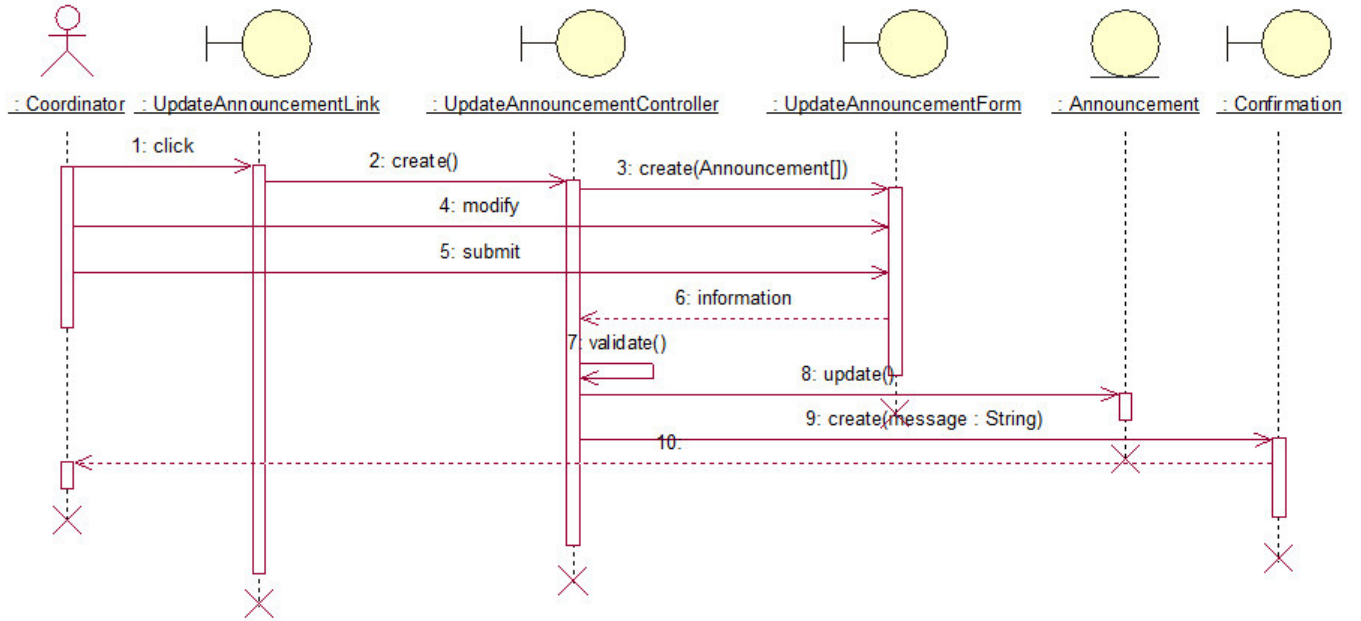 : Coordinator
: UpdateAnnouncementLink
: UpdateAnnouncementController
: UpdateAnnouncementForm
: Announcement
: Confirmation
1: click
2: create()
3: create(Announcement[])
4: modify
5: submit
6: information
7: validate()
8: update()
9: create(message : String)
10: